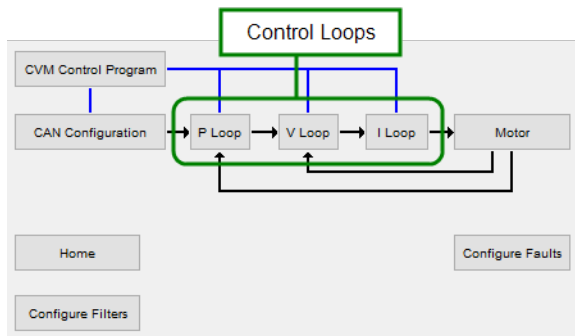 Control Loops
CVM Control Program
CAN Configuration
P Loop
V Loop
I Loop
Motor
Home
Configure Faults
Configure Filters